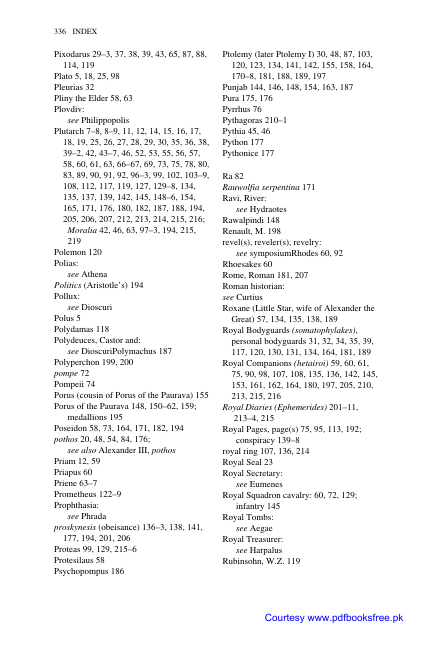 336 INDEX
Pixodarus 29–3, 37, 38, 39, 43, 65, 87, 88,
114, 119
Plato 5, 18, 25, 98
Pleurias 32
Pliny the Elder 58, 63
Plovdiv:
see Philippopolis
Plutarch 7–8, 8–9, 11, 12, 14, 15, 16, 17,
18, 19, 25, 26, 27, 28, 29, 30, 35, 36, 38,
39–2, 42, 43–7, 46, 52, 53, 55, 56, 57,
58, 60, 61, 63, 66–67, 69, 73, 75, 78, 80,
83, 89, 90, 91, 92, 96–3, 99, 102, 103–9,
108, 112, 117, 119, 127, 129–8, 134,
135, 137, 139, 142, 145, 148–6, 154,
165, 171, 176, 180, 182, 187, 188, 194,
205, 206, 207, 212, 213, 214, 215, 216;
Moralia 42, 46, 63, 97–3, 194, 215,
219
Polemon 120
Polias:
see Athena
Politics (Aristotle's) 194
Pollux:
see Dioscuri
Polus 5
Polydamas 118
Polydeuces, Castor and:
see DioscuriPolymachus 187
Polyperchon 199, 200
pompe 72
Pompeii 74
Porus (cousin of Porus of the Paurava) 155
Porus of the Paurava 148, 150–62, 159;
medallions 195
Poseidon 58, 73, 164, 171, 182, 194
pothos 20, 48, 54, 84, 176;
see also Alexander III, pothos
Priam 12, 59
Priapus 60
Priene 63–7
Prometheus 122–9
Prophthasia:
see Phrada
proskynesis (obeisance) 136–3, 138, 141,
177, 194, 201, 206
Proteas 99, 129, 215–6
Protesilaus 58
Psychopompus 186
Ptolemy (later Ptolemy I) 30, 48, 87, 103,
120, 123, 134, 141, 142, 155, 158, 164,
170–8, 181, 188, 189, 197
Punjab 144, 146, 148, 154, 163, 187
Pura 175, 176
Pyrrhus 76
Pythagoras 210–1
Pythia 45, 46
Python 177
Pythonice 177
Ra 82
Rauwolfia serpentina 171
Ravi, River:
see Hydraotes
Rawalpindi 148
Renault, M. 198
revel(s), reveler(s), revelry:
see symposiumRhodes 60, 92
Rhoesakes 60
Rome, Roman 181, 207
Roman historian:
see Curtius
Roxane (Little Star, wife of Alexander the
Great) 57, 134, 135, 138, 189
Royal Bodyguards (somatophylakes),
personal bodyguards 31, 32, 34, 35, 39,
117, 120, 130, 131, 134, 164, 181, 189
Royal Companions (hetairoi) 59, 60, 61,
75, 90, 98, 107, 108, 135, 136, 142, 145,
153, 161, 162, 164, 180, 197, 205, 210,
213, 215, 216
Royal Diaries (Ephemerides) 201–11,
213–4, 215
Royal Pages, page(s) 75, 95, 113, 192;
conspiracy 139–8
royal ring 107, 136, 214
Royal Seal 23
Royal Secretary:
see Eumenes
Royal Squadron cavalry: 60, 72, 129;
infantry 145
Royal Tombs:
see Aegae
Royal Treasurer:
see Harpalus
Rubinsohn, W.Z. 119
Courtesy www.pdfbooksfree.pk